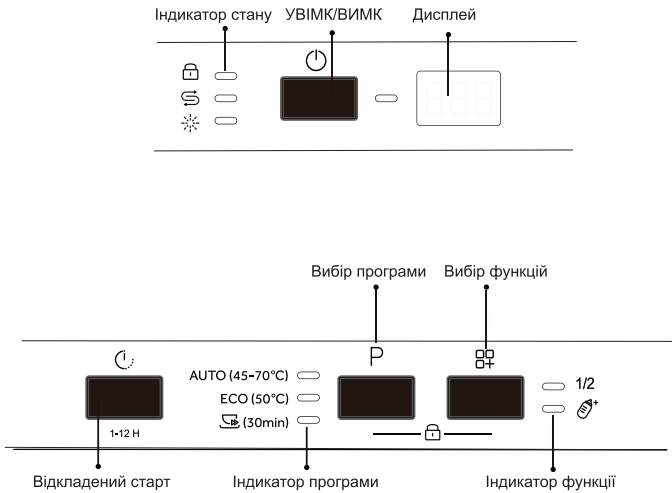 Індикатор стану УВІМК/ВИМК Дисплей
Вибір програми Вибір функцій
P
AUTO (45-70°C)
ECO (50°C)
1/2
(30min)
1-12 H
Відкладений старт Індикатор програми Індикатор функції